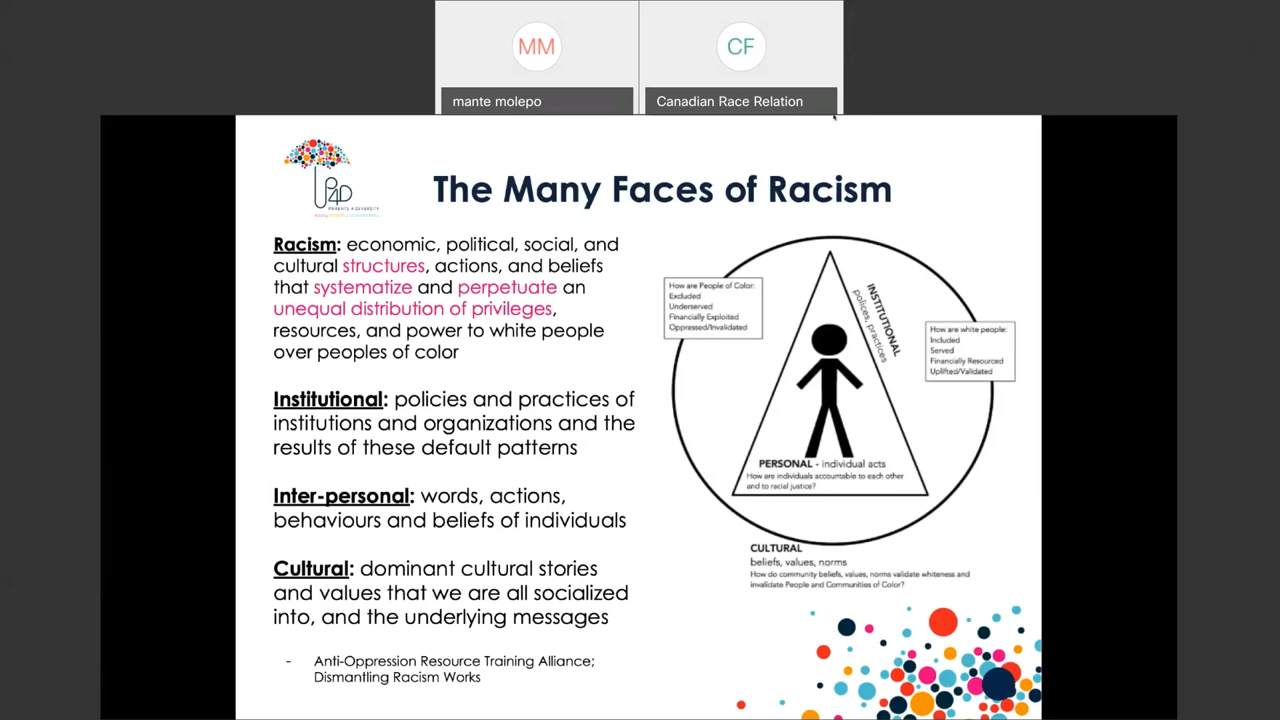 MM
CF
mante molepo
Canadian Race Relation
P4D
PARENTS 4 DIVERSITY
The Many Faces of Racism
Racism: economic, political, social, and
cultural structures, actions, and beliefs
that systematize and perpetuate an
unequal distribution of privileges,
resources, and power to white people
over peoples of color
Institutional: policies and practices of
institutions and organizations and the
results of these default patterns
Inter-personal: words, actions,
behaviours and beliefs of individuals
Cultural: dominant cultural stories
and values that we are all socialized
into, and the underlying messages
- Anti-Oppression Resource Training Alliance;
Dismantling Racism Works
How are People of Color:
Excluded
Underserved
Financially Exploited
Oppressed/Invalidated
INSTITUTIONAL
polices, practices
How are white people:
Included
Served
Financially Resourced
Uplifted/Validated
PERSONAL - individual acts
How are individuals accountable to each other
and to racial justice?
CULTURAL
beliefs, values, norms
How do community beliefs, values, norms validate whiteness and
invalidate People and Communities of Color?